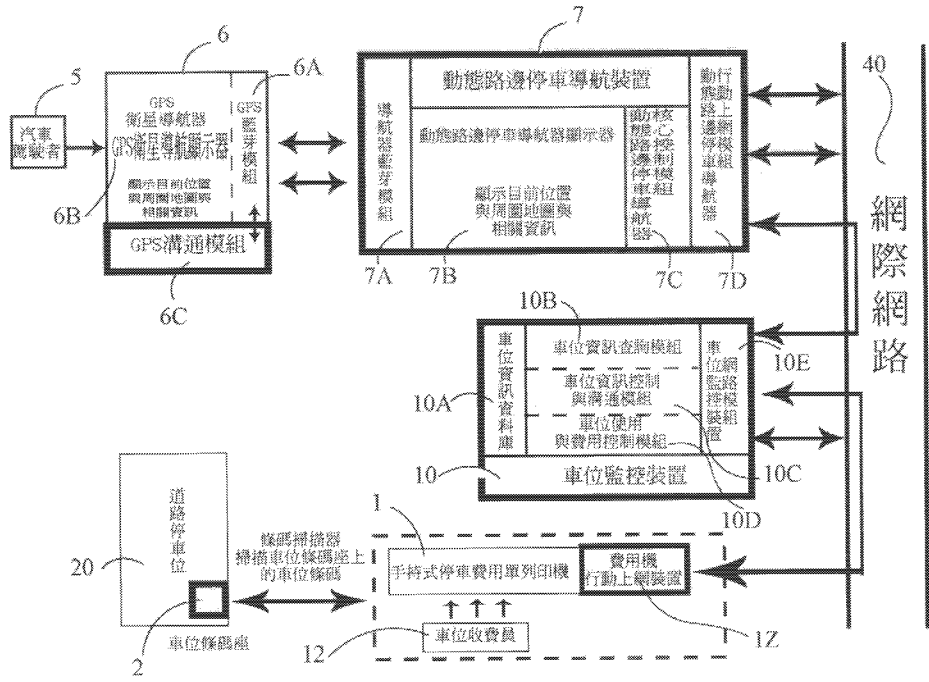 5
汽車
駕駛者
6
6A
GPS
衛星導航器
GPS衛星導航顯示器
顯示目前位置
與周圍地圖與
相關資訊
GPS
藍芽模組
6B
GPS溝通模組
6C
7
動態路邊停車導航裝置
導航器藍芽模組
動態路邊停車導航器顯示器
顯示目前位置
與周圍地圖與
相關資訊
核心控制模組
動態路邊停車導航器
行動上網模組
動態路邊停車導航器
7A
7B
7C
7D
40
網際網路
10B
車位資訊資料庫
車位資訊查詢模組
車位資訊控制
與溝通模組
車位使用
與費用控制模組
網路模組
車位監控裝置
10E
10A
10
車位監控裝置
10C
10D
道路停車位
20
2
車位條碼座
條碼掃描器
掃描車位條碼座上
的車位條碼
1
手持式停車費用單列印機
費用機
行動上網裝置
12
車位收費員
1Z